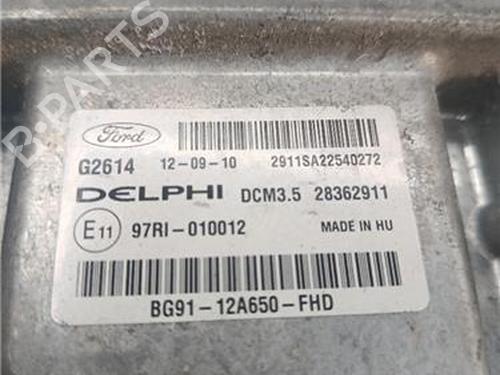 B-PARTS
Ford
G2614 12-09-10 2911SA22540272
DELPHI DCM3.5 28362911
E11 97RI-010012 MADE IN HU
BG91-12A650-FHD